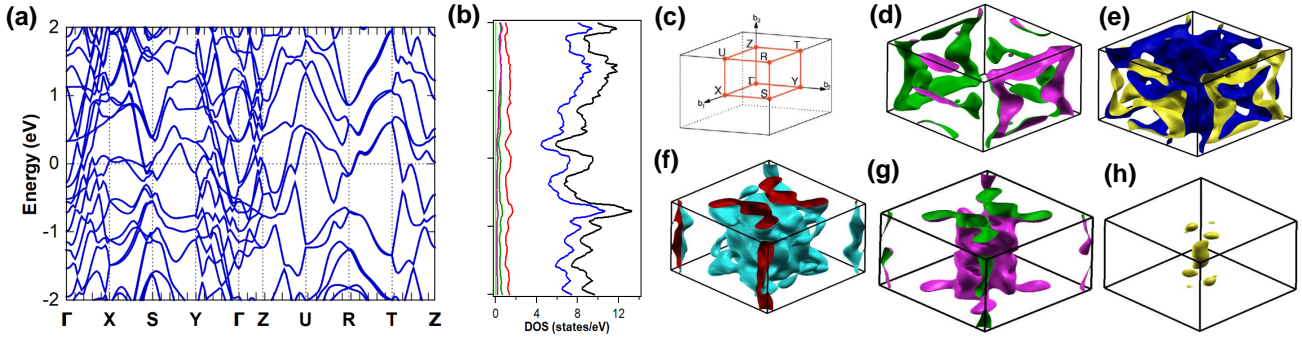 (a)
Energy (eV)
2
1
0
-1
-2
Γ X S Y Γ Z U R T Z
(b)
0 4 8 12
DOS (states/eV)
(c)
b3
Z T
U R
Γ Y
X S
b2
b1
(d)
(e)
(f)
(g)
(h)